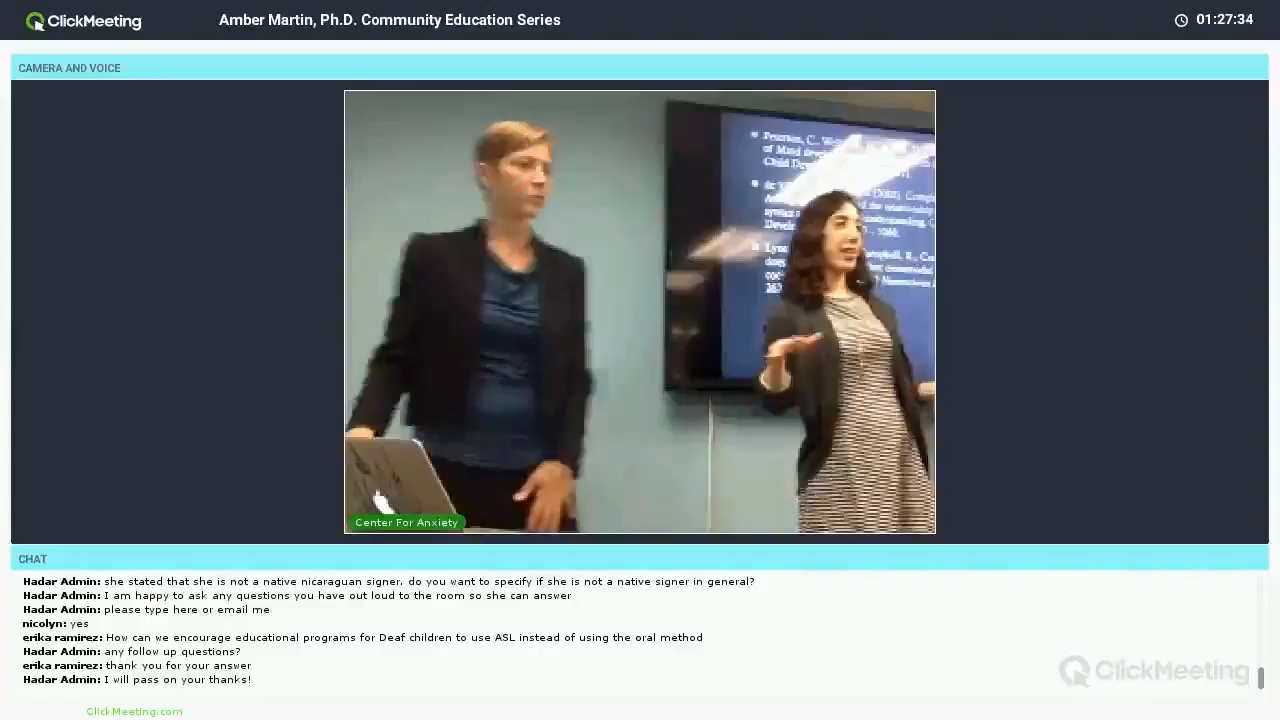 ClickMeeting
Amber Martin, Ph.D. Community Education Series
01:27:34
CAMERA AND VOICE
of Mind
Child
Center For Anxiety
CHAT
Hadar Admin: she stated that she is not a native nicaraguan signer. do you want to specify if she is not a native signer in general?
Hadar Admin: I am happy to ask any questions you have out loud to the room so she can answer
Hadar Admin: please type here or email me
nicolyn: yes
erika ramirez: How can we encourage educational programs for Deaf children to use ASL instead of using the oral method
Hadar Admin: any follow up questions?
erika ramirez: thank you for your answer
Hadar Admin: I will pass on your thanks!
ClickMeeting
ClickMeeting.com